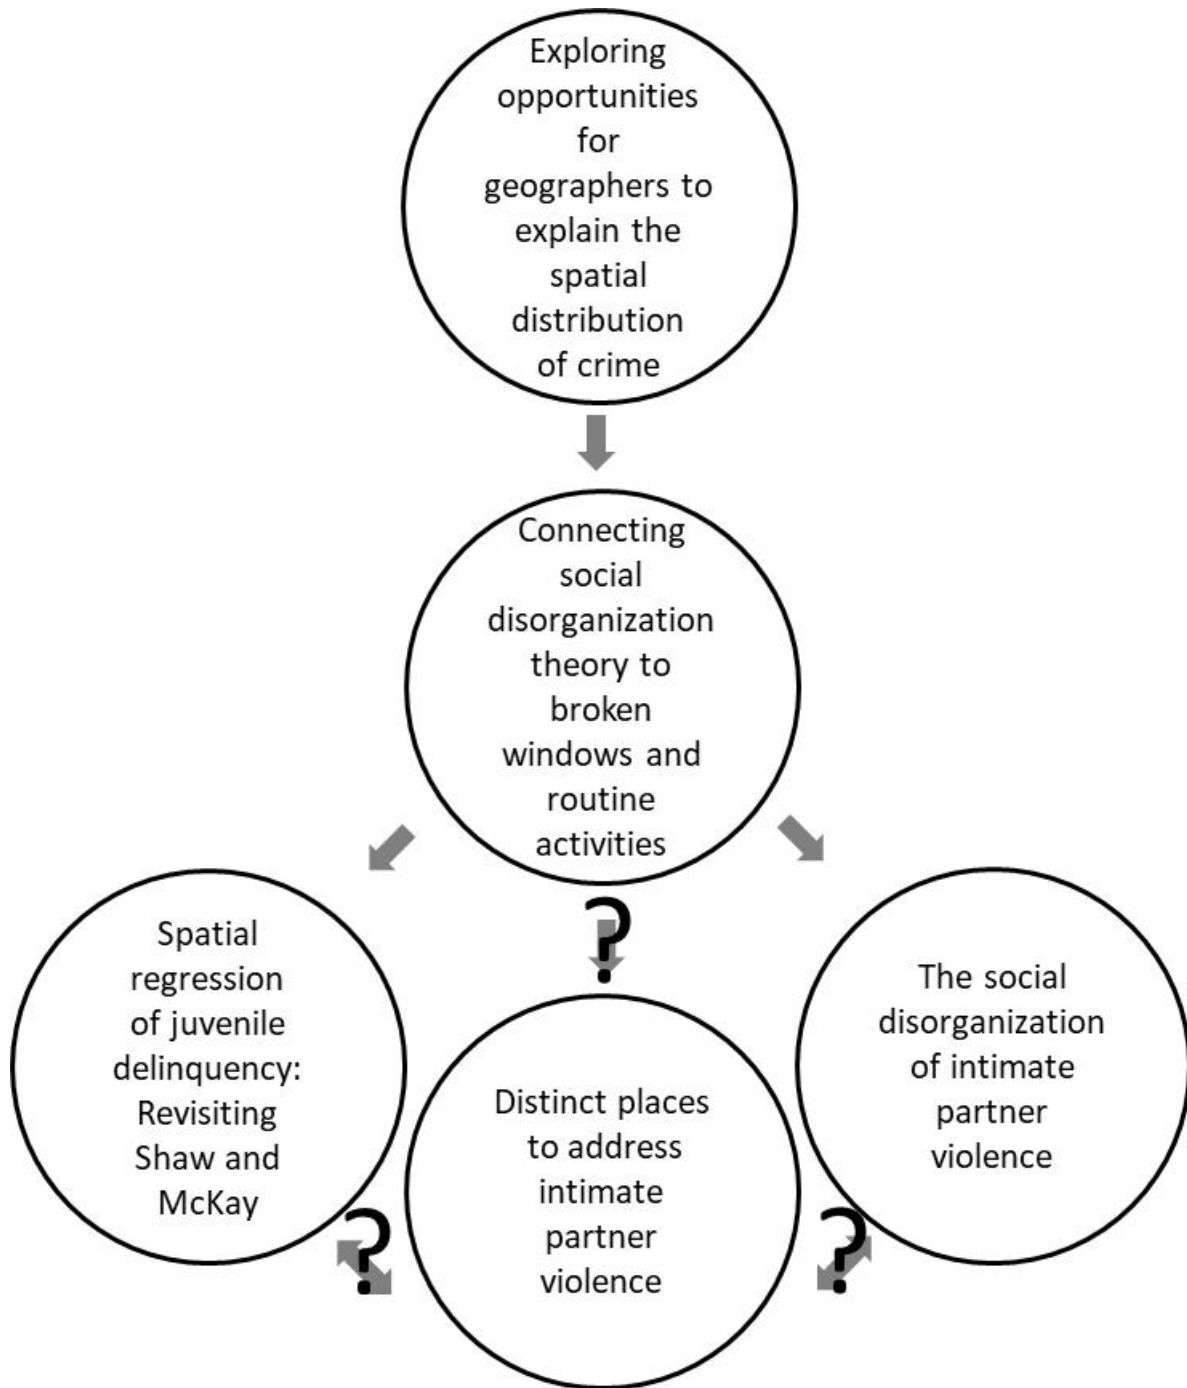 Exploring
opportunities
for
geographers to
explain the
spatial
distribution
of crime
Connecting
social
disorganization
theory to
broken
windows and
routine
activities
?
Spatial
regression
of juvenile
delinquency:
Revisiting
Shaw and
McKay
?
Distinct places
to address
intimate
partner
violence
?
The social
disorganization
of intimate
partner
violence